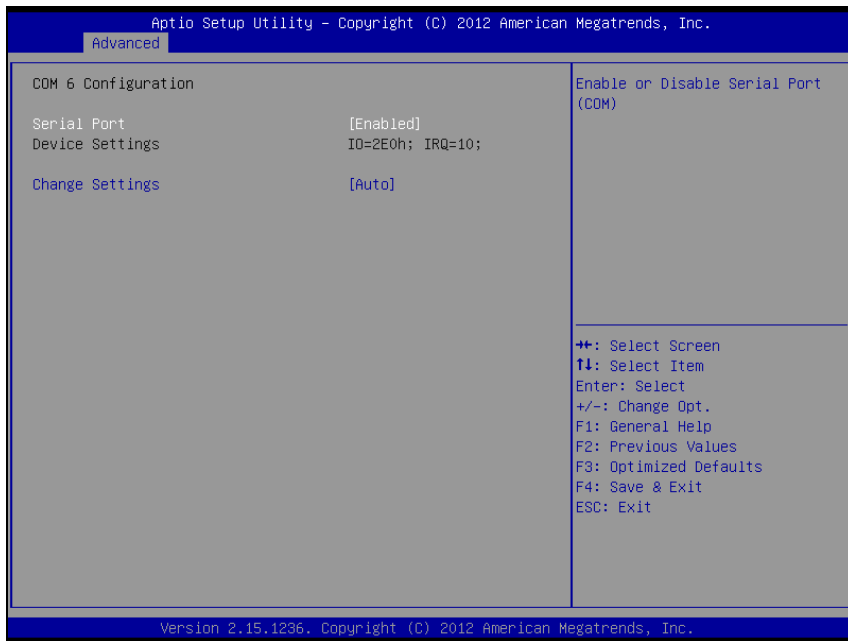 Aptio Setup Utility – Copyright (C) 2012 American Megatrends, Inc.
Advanced
COM 6 Configuration
Serial Port [Enabled]
Device Settings IO=2E0h; IRQ=10;
Change Settings [Auto]
Enable or Disable Serial Port
(COM)
→←: Select Screen
↑↓: Select Item
Enter: Select
+/-: Change Opt.
F1: General Help
F2: Previous Values
F3: Optimized Defaults
F4: Save & Exit
ESC: Exit
Version 2.15.1236. Copyright (C) 2012 American Megatrends, Inc.